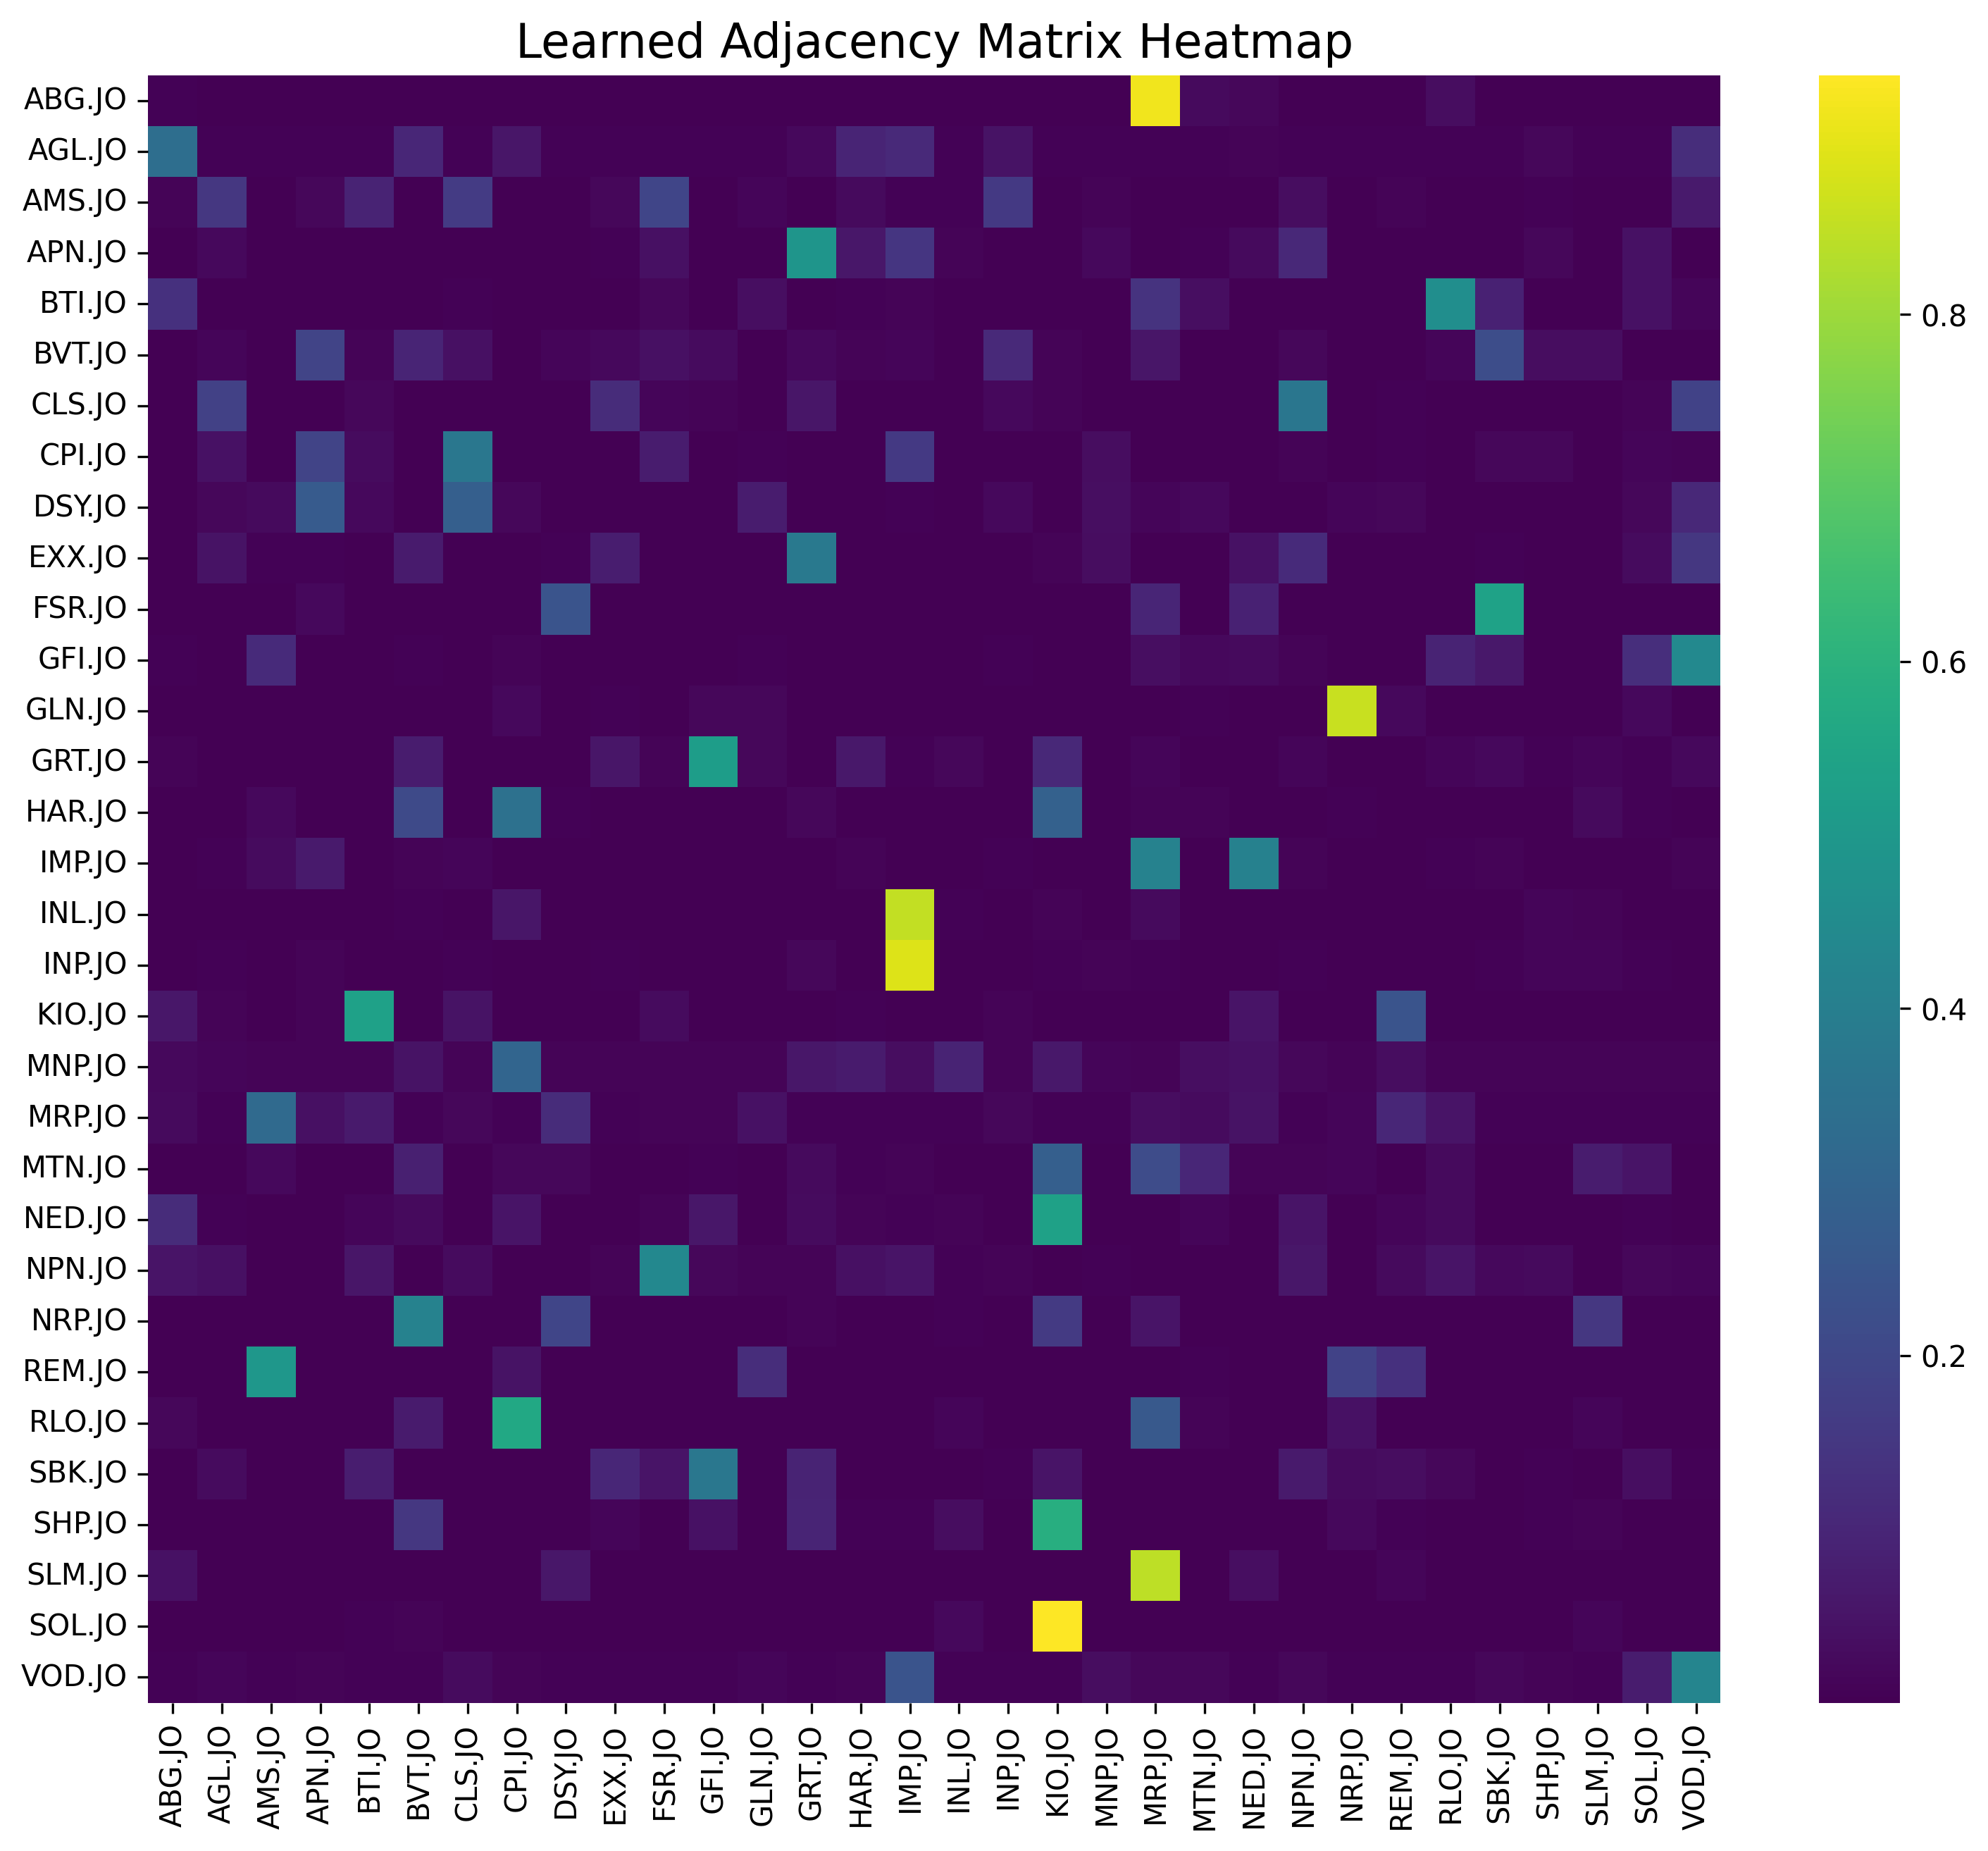 Learned Adjacency Matrix Heatmap
ABG.JO
AGL.JO
AMS.JO
APN.JO
BTI.JO
BVT.JO
CLS.JO
CPI.JO
DSY.JO
EXX.JO
FSR.JO
GFI.JO
GLN.JO
GRT.JO
HAR.JO
IMP.JO
INL.JO
INP.JO
KIO.JO
MNP.JO
MRP.JO
MTN.JO
NED.JO
NPN.JO
NRP.JO
REM.JO
RLO.JO
SBK.JO
SHP.JO
SLM.JO
SOL.JO
VOD.JO
ABG.JO
AGL.JO
AMS.JO
APN.JO
BTI.JO
BVT.JO
CLS.JO
CPI.JO
DSY.JO
EXX.JO
FSR.JO
GFI.JO
GLN.JO
GRT.JO
HAR.JO
IMP.JO
INL.JO
INP.JO
KIO.JO
MNP.JO
MRP.JO
MTN.JO
NED.JO
NPN.JO
NRP.JO
REM.JO
RLO.JO
SBK.JO
SHP.JO
SLM.JO
SOL.JO
VOD.JO
0.8
0.6
0.4
0.2